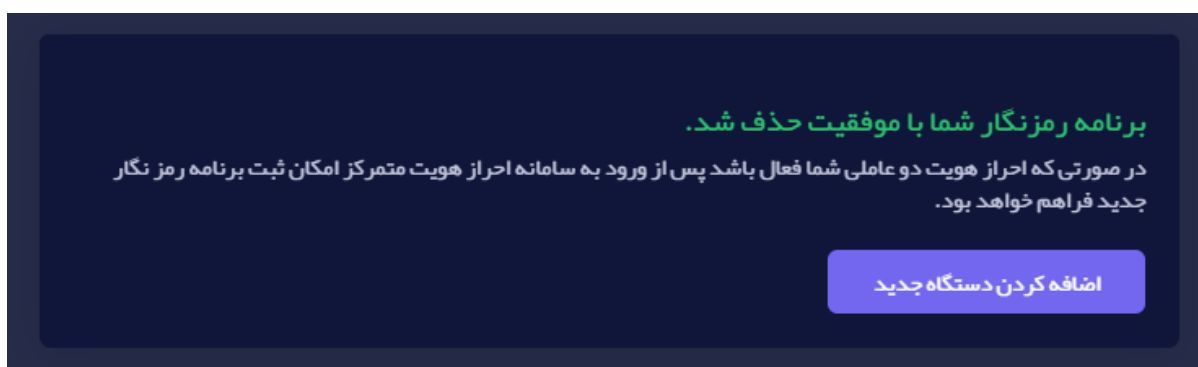 برنامه رمزنگار شما با موفقیت حذف شد.
در صورتی که احراز هویت دو عاملی شما فعال باشد پس از ورود به سامانه احراز هویت متمرکز امکان ثبت برنامه رمز نگار
جدید فراهم خواهد بود.
اضافه کردن دستگاه جدید